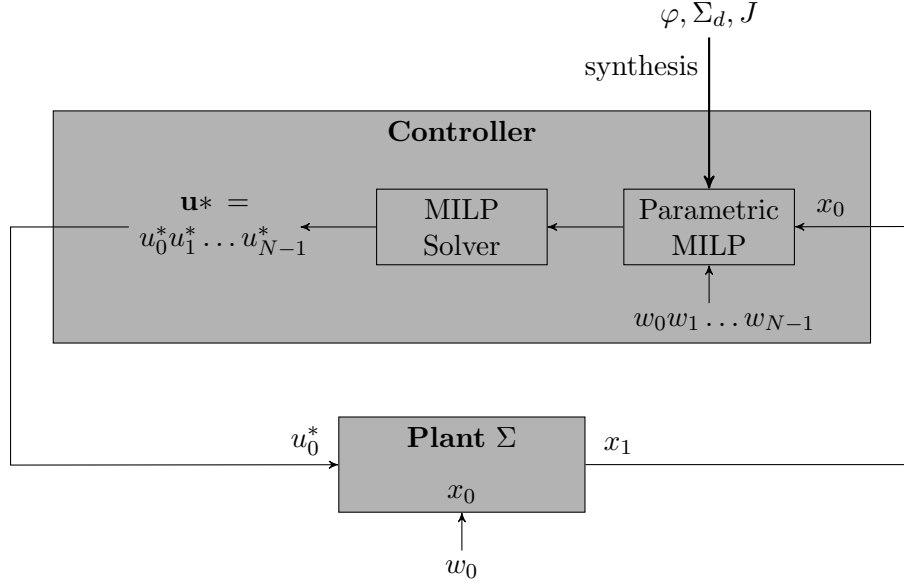 φ, Σ_d, J
synthesis
Controller
u* =
u_0^* u_1^* … u_{N−1}^*
MILP
Solver
Parametric
MILP
x_0
w_0 w_1 … w_{N−1}
u_0^*
Plant Σ
x_0
x_1
w_0